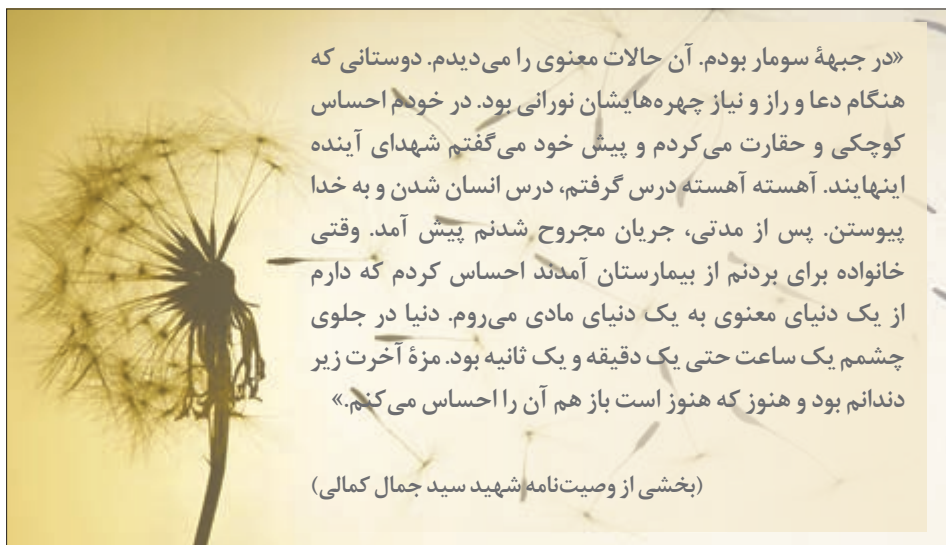 «در جبههٔ سومار بودم. آن حالات معنوی را می‌دیدم. دوستانی که
هنگام دعا و راز و نیاز چهره‌هایشان نورانی بود. در خودم احساس
کوچکی و حقارت می‌کردم و پیش خود می‌گفتم شهدای آینده
اینهایند. آهسته آهسته درس گرفتم، درس انسان شدن و به خدا
پیوستن. پس از مدتی، جریان مجروح شدنم پیش آمد. وقتی
خانواده برای بردنم از بیمارستان آمدند احساس کردم که دارم
از یک دنیای معنوی به یک دنیای مادی می‌روم. دنیا در جلوی
چشمم یک ساعت حتی یک دقیقه و یک ثانیه بود. مزهٔ آخرت زیر
دندانم بود و هنوز که هنوز است باز هم آن را احساس می‌کنم.»
(بخشی از وصیت‌نامه شهید سید جمال کمالی)